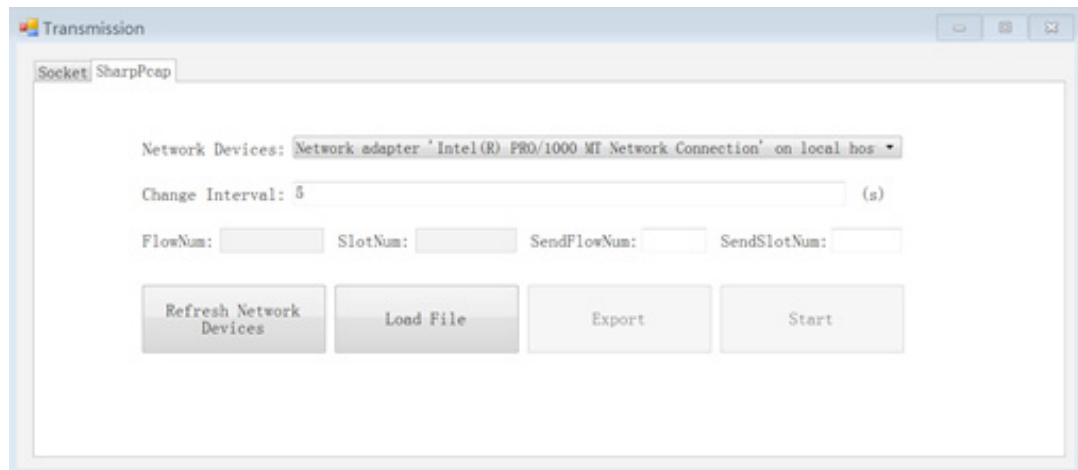 Transmission
Socket SharpPcap
Network Devices: Network adapter 'Intel(R) PRO/1000 MT Network Connection' on local hos
Change Interval: 5 (s)
FlowNum: SlotNum: SendFlowNum: SendSlotNum:
Refresh Network
Devices
Load File
Export
Start